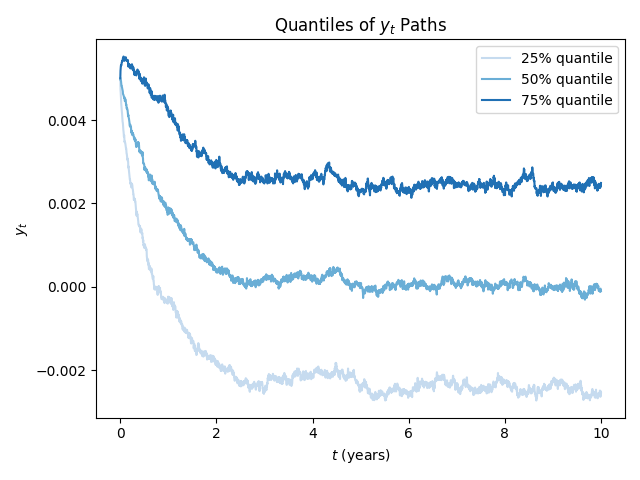 Quantiles of y_t Paths
25% quantile
50% quantile
75% quantile
0.004
0.002
0.000
−0.002
y_t
0 2 4 6 8 10
t (years)